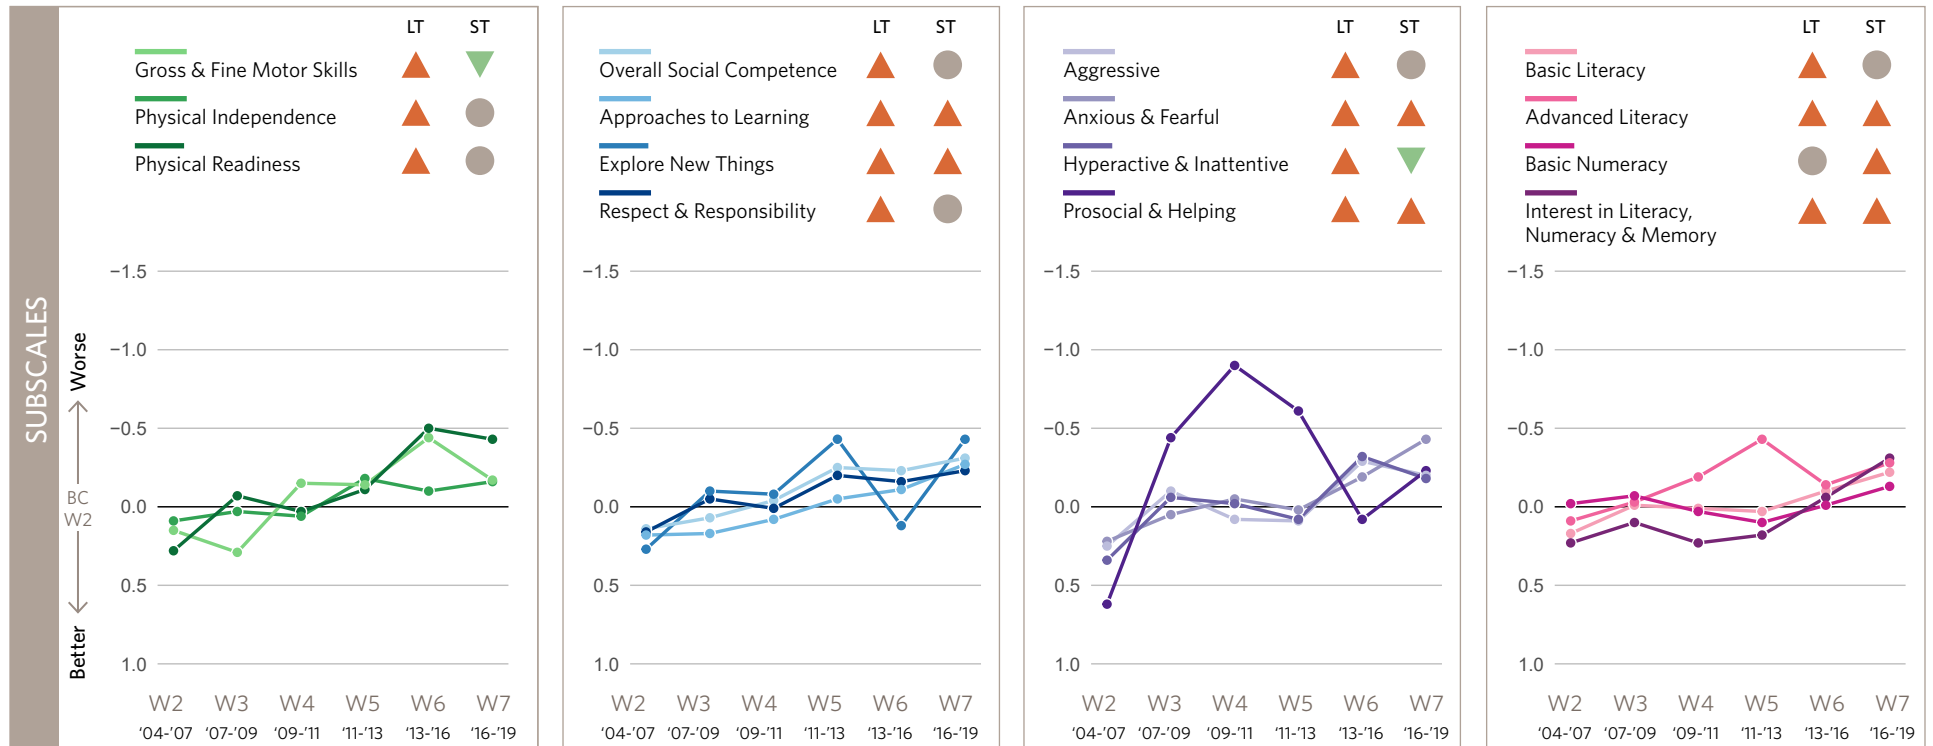 SUBSCALES
Worse
BC
W2
Better
LT ST
Gross & Fine Motor Skills
Physical Independence
Physical Readiness
−1.5
−1.0
−0.5
0.0
0.5
1.0
W2 W3 W4 W5 W6 W7
‘04-’07 ‘07-’09 ‘09-’11 ‘11-’13 ‘13-’16 ‘16-’19
LT ST
Overall Social Competence
Approaches to Learning
Explore New Things
Respect & Responsibility
−1.5
−1.0
−0.5
0.0
0.5
1.0
W2 W3 W4 W5 W6 W7
‘04-’07 ‘07-’09 ‘09-’11 ‘11-’13 ‘13-’16 ‘16-’19
LT ST
Aggressive
Anxious & Fearful
Hyperactive & Inattentive
Prosocial & Helping
−1.5
−1.0
−0.5
0.0
0.5
1.0
W2 W3 W4 W5 W6 W7
‘04-’07 ‘07-’09 ‘09-’11 ‘11-’13 ‘13-’16 ‘16-’19
LT ST
Basic Literacy
Advanced Literacy
Basic Numeracy
Interest in Literacy,
Numeracy & Memory
−1.5
−1.0
−0.5
0.0
0.5
1.0
W2 W3 W4 W5 W6 W7
‘04-’07 ‘07-’09 ‘09-’11 ‘11-’13 ‘13-’16 ‘16-’19